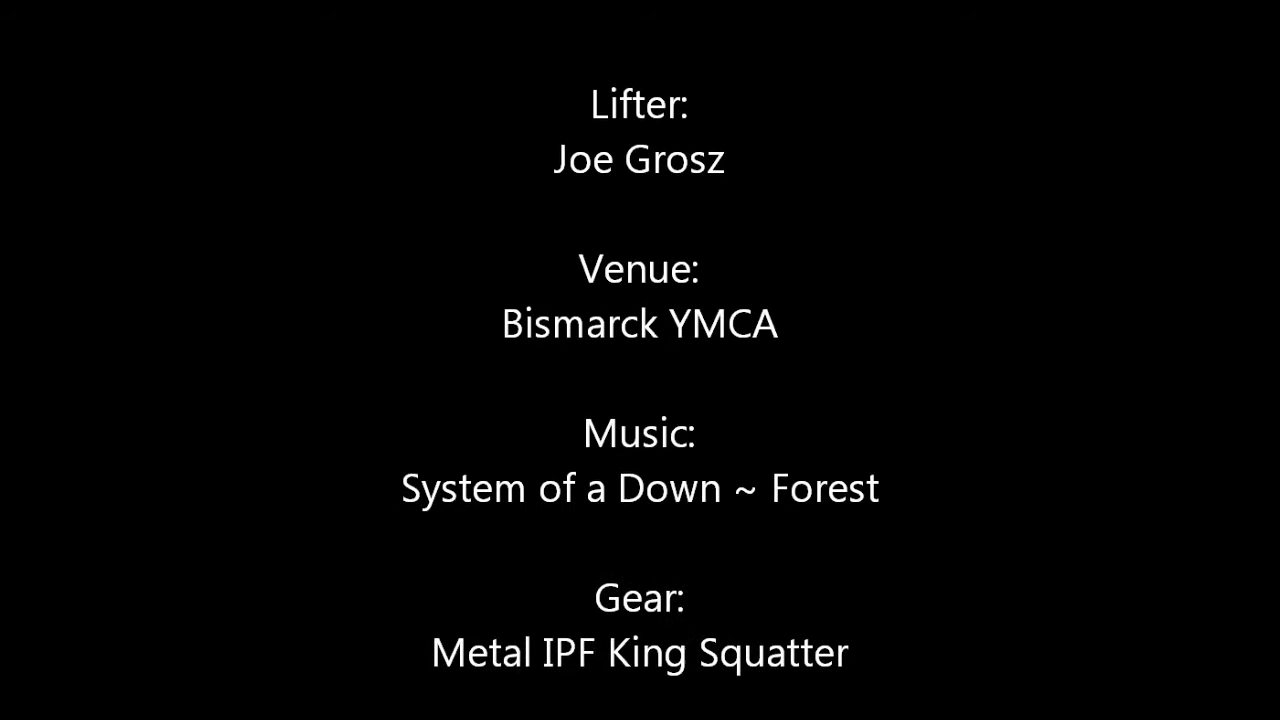 Lifter:
Joe Grosz
Venue:
Bismarck YMCA
Music:
System of a Down ~ Forest
Gear:
Metal IPF King Squatter